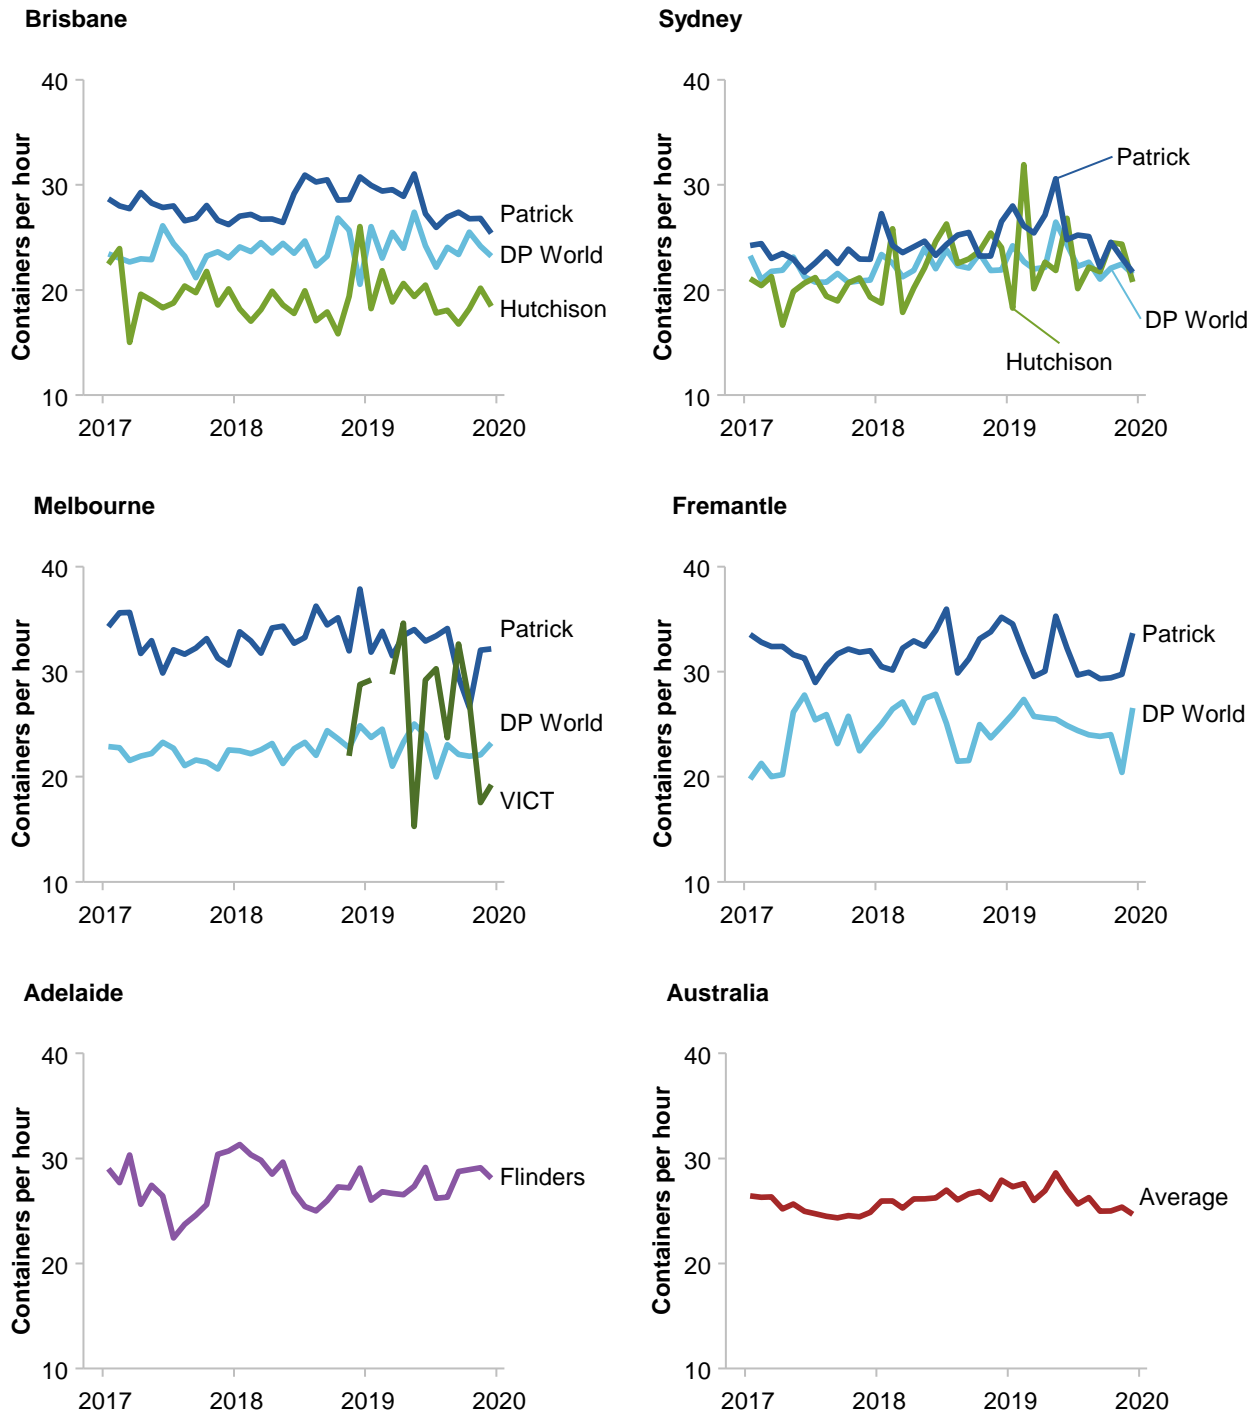 Brisbane
Containers per hour
40
30
20
10
2017
2018
2019
2020
Patrick
DP World
Hutchison
Sydney
Containers per hour
40
30
20
10
2017
2018
2019
2020
Patrick
DP World
Hutchison
Melbourne
Containers per hour
40
30
20
10
2017
2018
2019
2020
Patrick
DP World
VICT
Fremantle
Containers per hour
40
30
20
10
2017
2018
2019
2020
Patrick
DP World
Adelaide
Containers per hour
40
30
20
10
2017
2018
2019
2020
Flinders
Australia
Containers per hour
40
30
20
10
2017
2018
2019
2020
Average